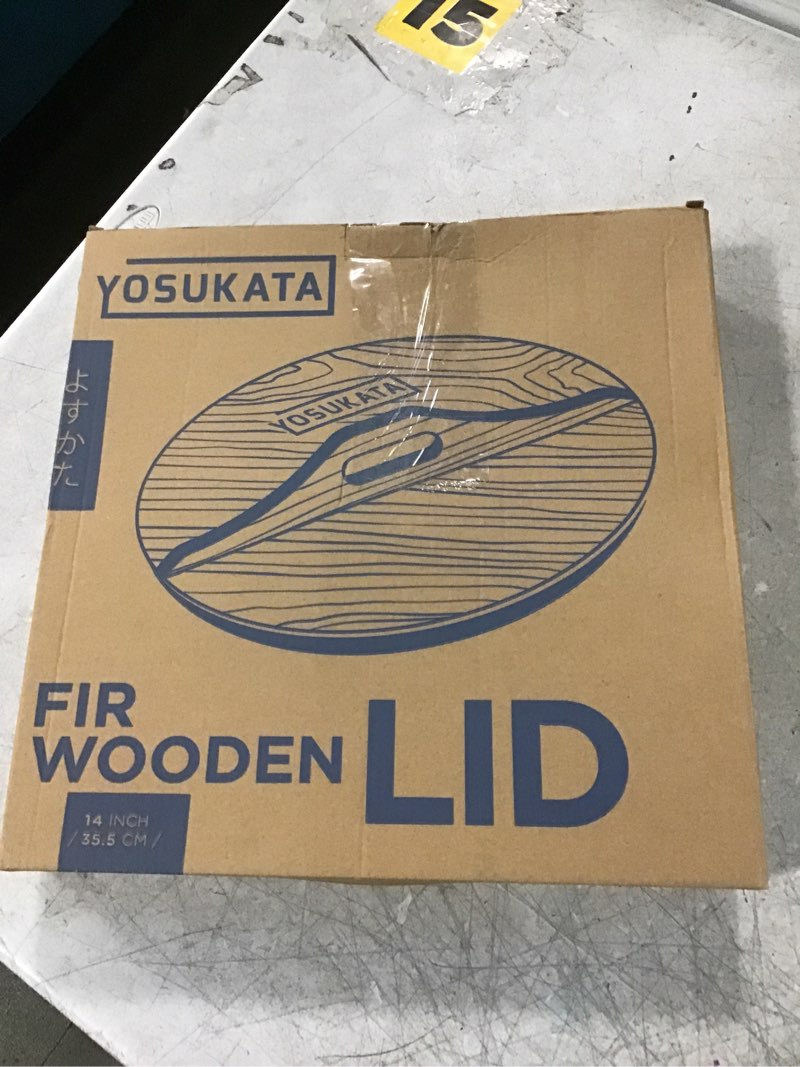 15
YOSUKATA
よすかた
YOSUKATA
FIR
WOODEN
LID
14 INCH
/ 35.5 CM /